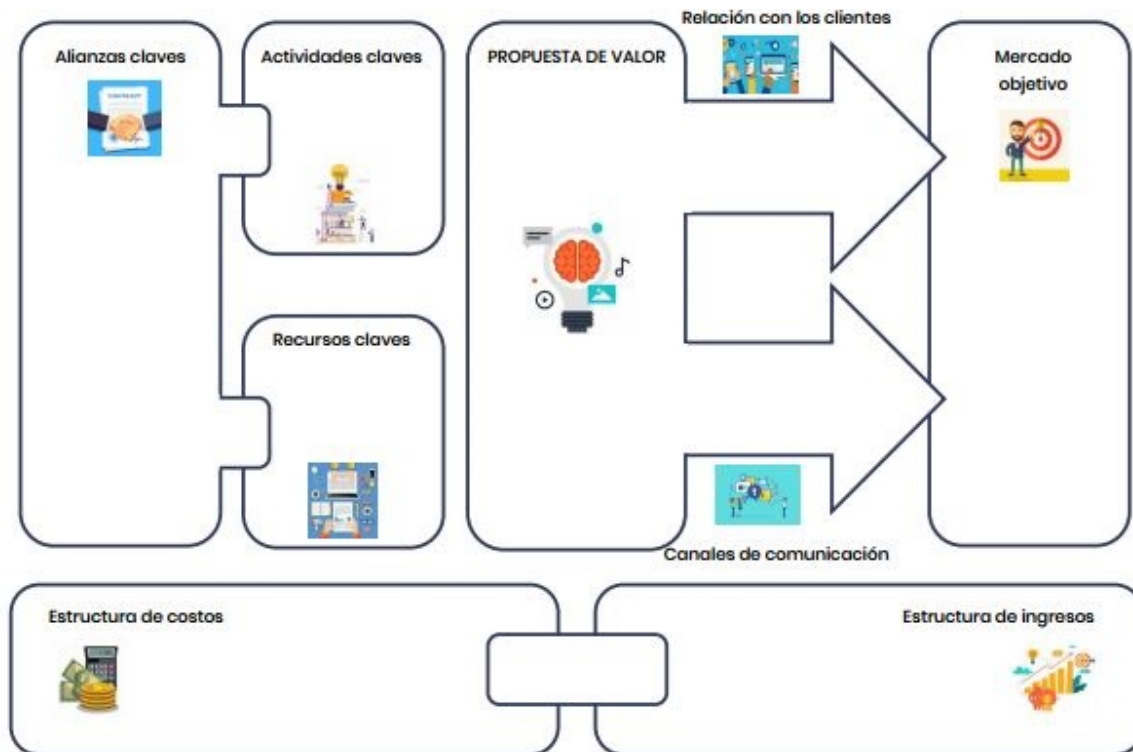 Relación con los clientes
Alianzas claves
Actividades claves
PROPUESTA DE VALOR
Mercado
objetivo
CONTRACT
Recursos claves
Canales de comunicación
Estructura de costos
Estructura de ingresos